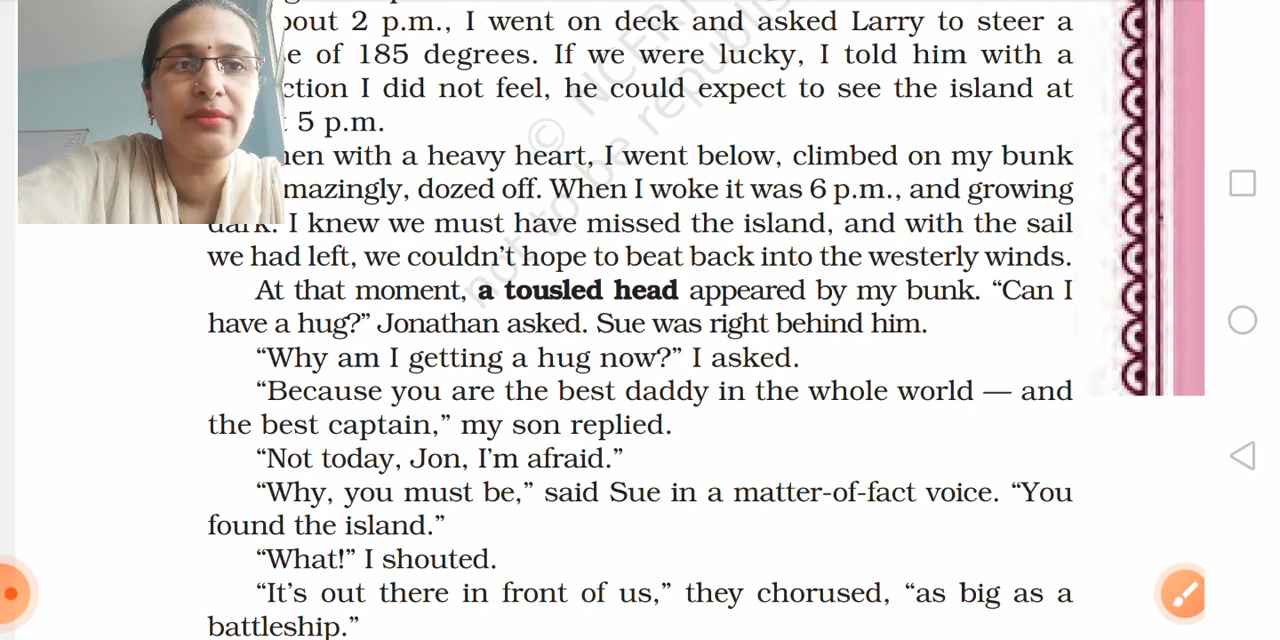 bout 2 p.m., I went on deck and asked Larry to steer a
e of 185 degrees. If we were lucky, I told him with a
ction I did not feel, he could expect to see the island at
5 p.m.
hen with a heavy heart, I went below, climbed on my bunk
mazingly, dozed off. When I woke it was 6 p.m., and growing
dark. I knew we must have missed the island, and with the sail
we had left, we couldn’t hope to beat back into the westerly winds.
At that moment, a tousled head appeared by my bunk. “Can I
have a hug?” Jonathan asked. Sue was right behind him.
“Why am I getting a hug now?” I asked.
“Because you are the best daddy in the whole world — and
the best captain,” my son replied.
“Not today, Jon, I’m afraid.”
“Why, you must be,” said Sue in a matter-of-fact voice. “You
found the island.”
“What!” I shouted.
“It’s out there in front of us,” they chorused, “as big as a
battleship.”
© NCERT
not to be republis